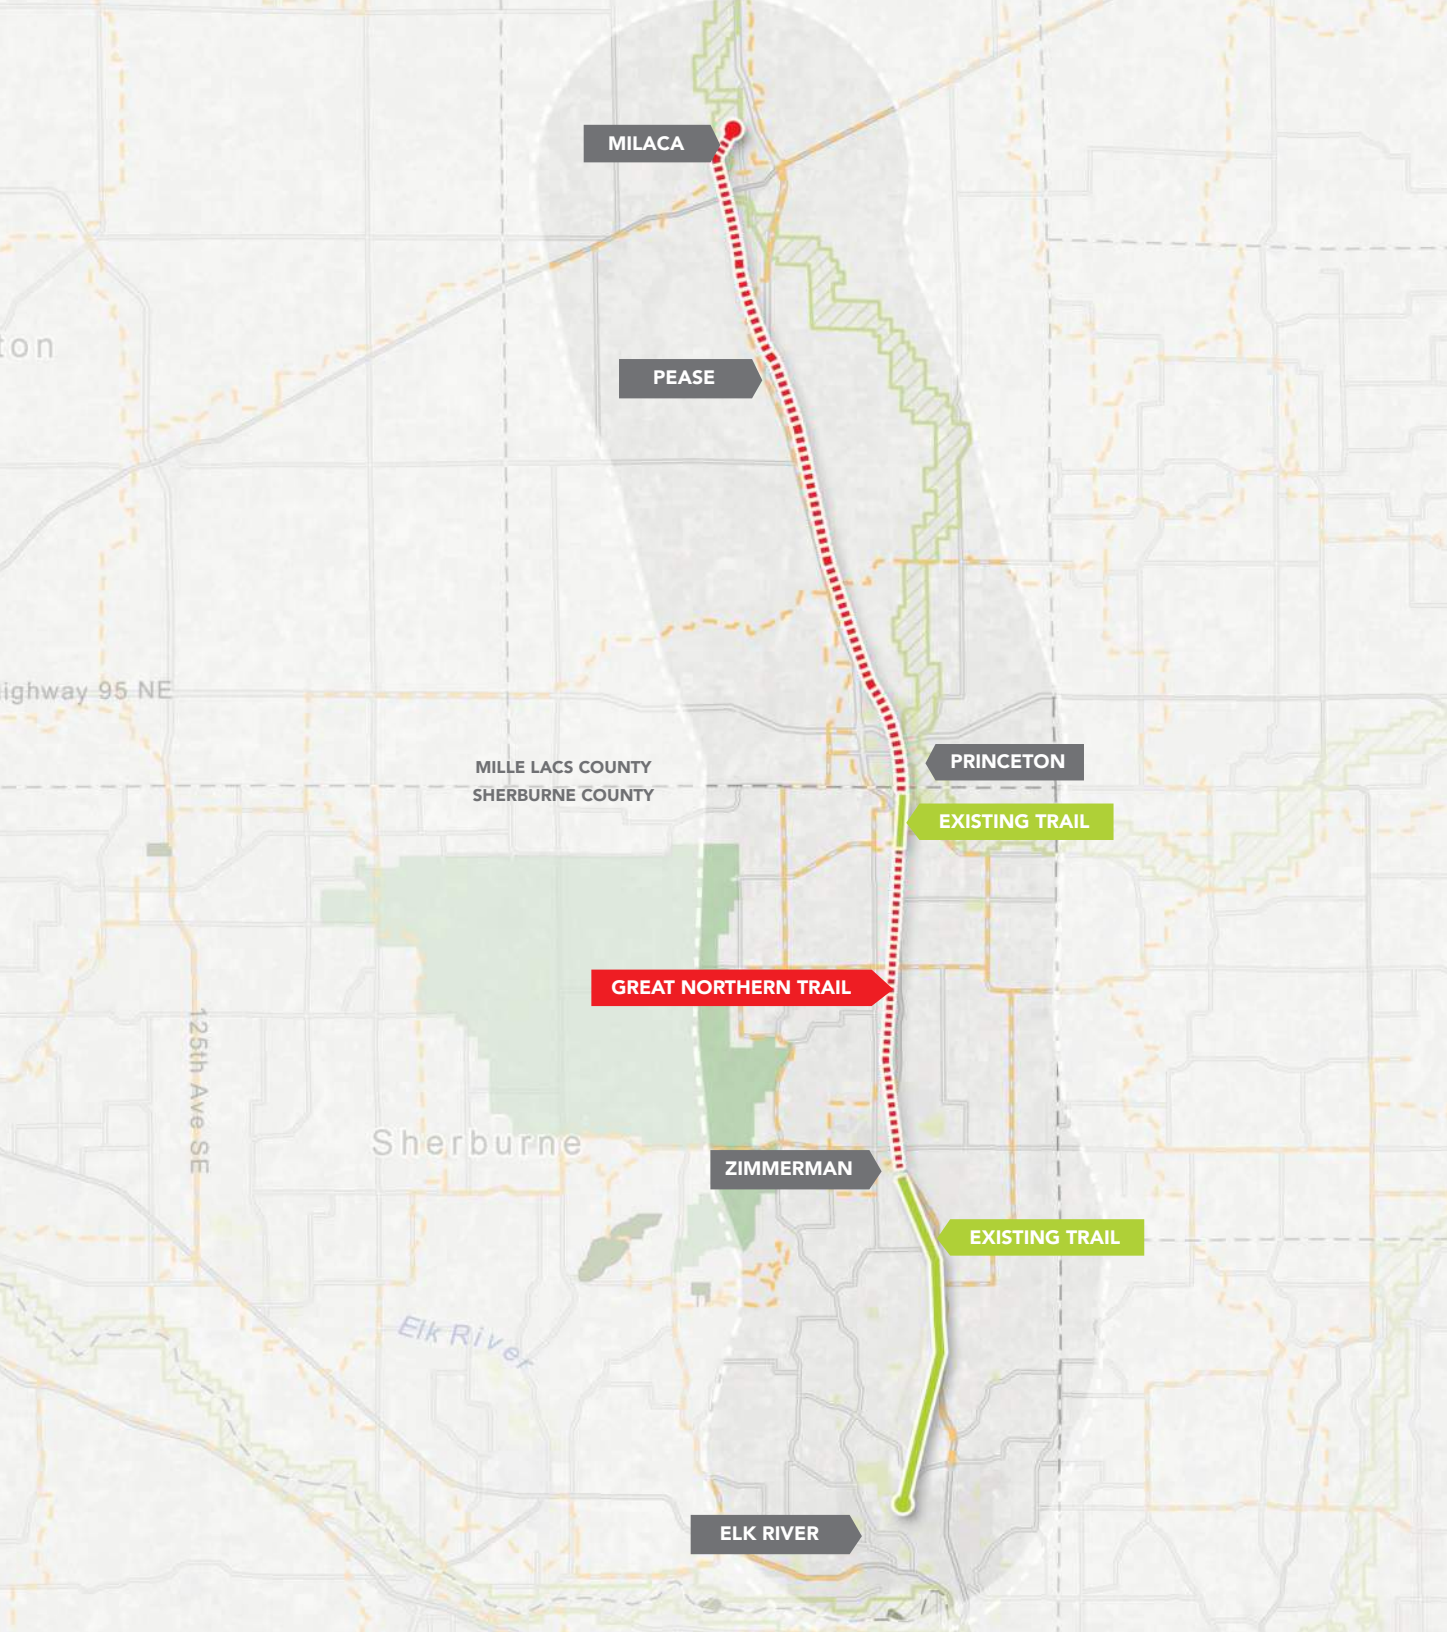 MILACA
ton
PEASE
ighway 95 NE
PRINCETON
MILLE LACS COUNTY
SHERBURNE COUNTY
EXISTING TRAIL
GREAT NORTHERN TRAIL
125th Ave SE
Sherburne
ZIMMERMAN
EXISTING TRAIL
Elk River
ELK RIVER